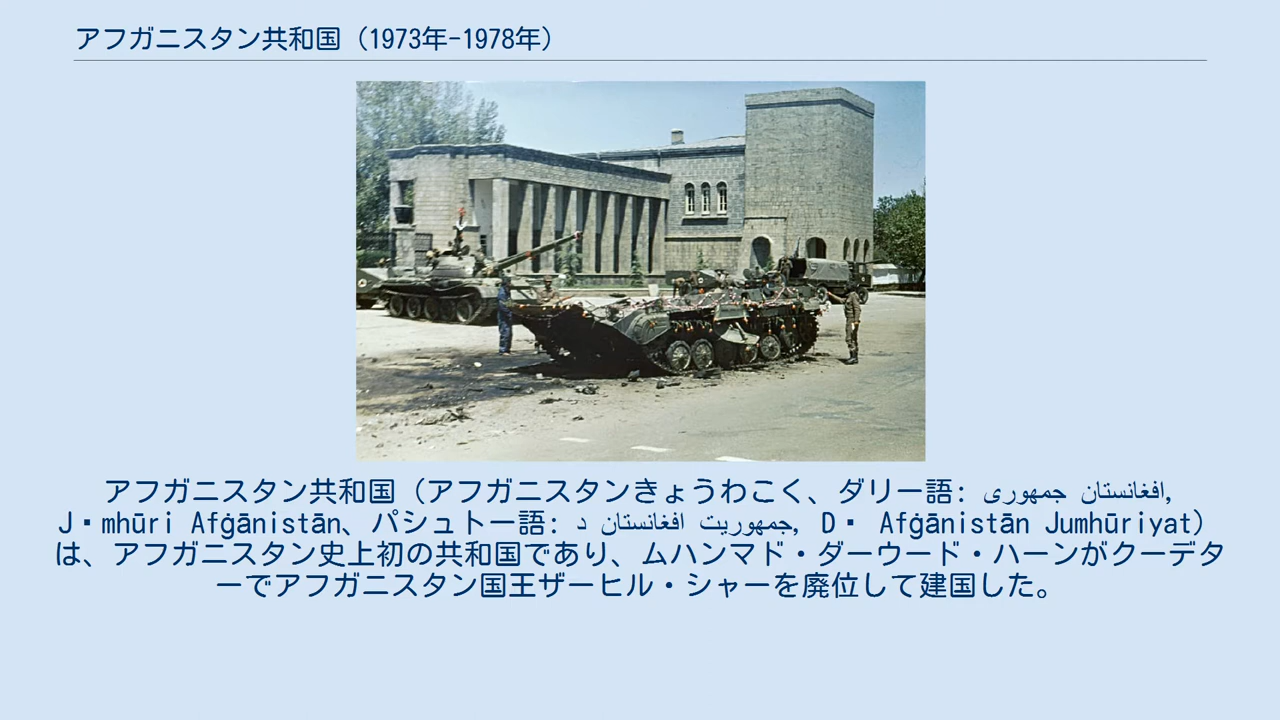 アフガニスタン共和国（1973年-1978年）
アフガニスタン共和国（アフガニスタンきょうわこく、ダリー語: افغانستان جمهوری,
J・mhūri Afġānistān、パシュトー語: جمهوریت افغانستان د, D・ Afġānistān Jumhūriyat）
は、アフガニスタン史上初の共和国であり、ムハンマド・ダーウード・ハーンがクーデタ
ーでアフガニスタン国王ザーヒル・シャーを廃位して建国した。